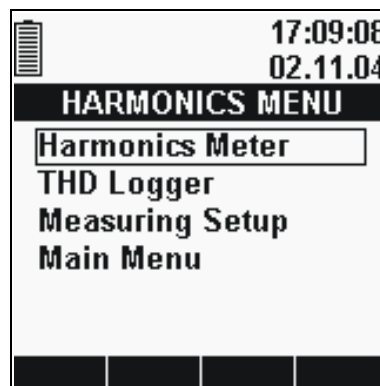 17:09:08
02.11.04
HARMONICS MENU
Harmonics Meter
THD Logger
Measuring Setup
Main Menu